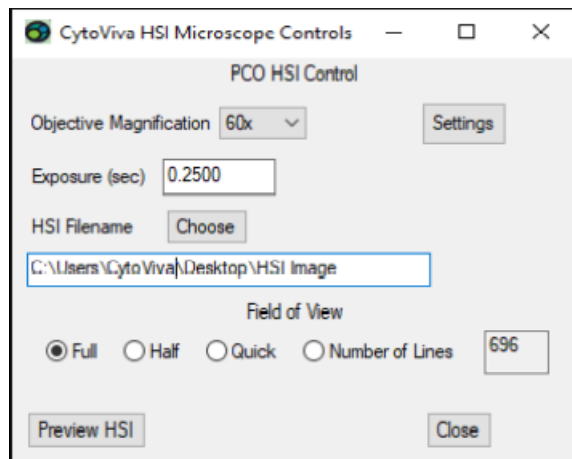 CytoViva HSI Microscope Controls
PCO HSI Control
Objective Magnification 60x Settings
Exposure (sec) 0.2500
HSI Filename Choose
C:\Users\CytoViva\Desktop\HSI Image
Field of View
Full Half Quick Number of Lines 696
Preview HSI Close